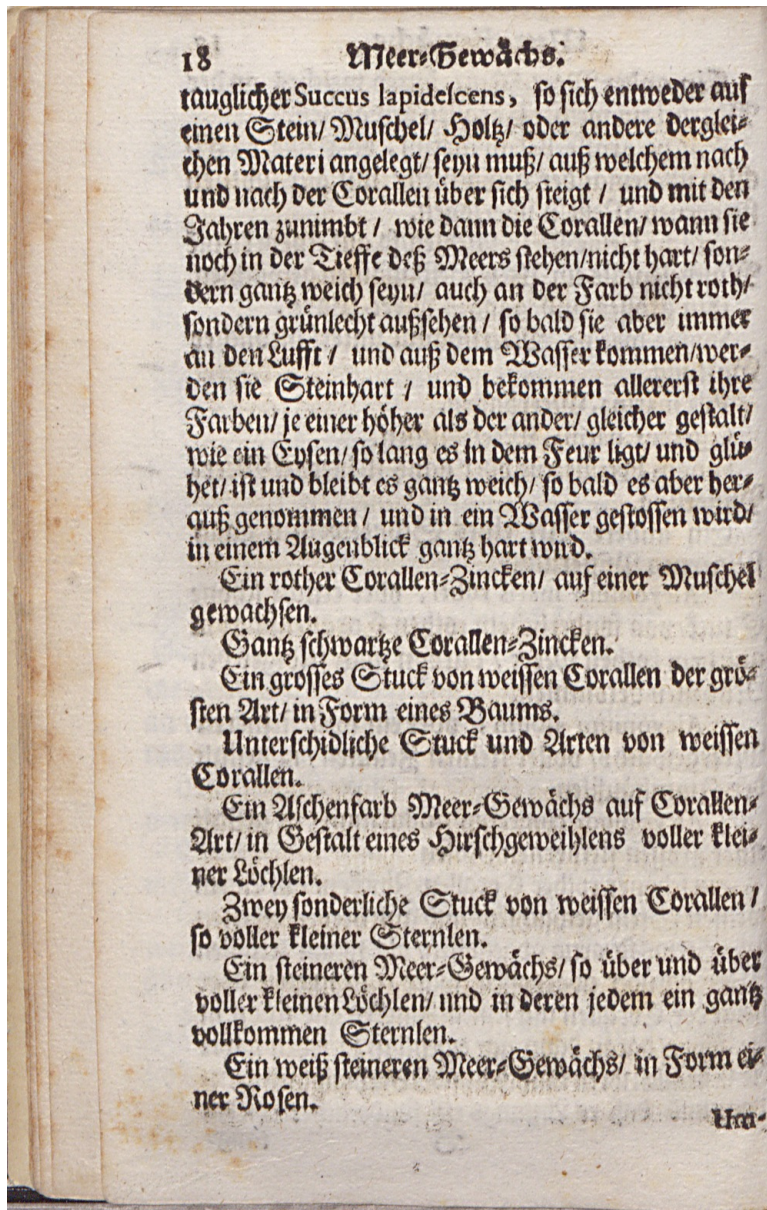 18 Meer-Gewächs.
tauglicher Succus lapidescens, so sich entweder auf
einen Stein/ Muschel/ Holtz/ oder andere derglei-
chen Materi angelegt/ seyn muß/ auß welchem nach
und nach der Corallen über sich steigt / und mit den
Jahren zunimbt / wie dann die Corallen/ wann sie
noch in der Tieffe deß Meers stehen/nicht hart/ son-
dern gantz weich seyn/ auch an der Farb nicht roth/
sondern grünlecht außsehen / so bald sie aber immer
an den Lufft / und auß dem Wasser kommen/wer-
den sie Steinhart / und bekommen allererst ihre
Farben/ je einer höher als der ander/ gleicher gestalt/
wie ein Eysen/ so lang es in dem Feur ligt/ und glü-
het/ ist und bleibt es gantz weich/ so bald es aber her-
auß genommen / und in ein Wasser gestossen wird/
in einem Augenblick gantz hart wird.
Ein rother Corallen-Zincken/ auf einer Muschel
gewachsen.
Gantz schwartze Corallen-Zincken.
Ein grosses Stuck von weissen Corallen der grö-
sten Art/ in Form eines Baums.
Unterschidliche Stuck und Arten von weissen
Corallen.
Ein Aschenfarb Meer-Gewächs auf Corallen-
Art/ in Gestalt eines Hirschgeweihlens voller klei-
ner Löchlen.
Zwey sonderliche Stuck von weissen Corallen /
so voller kleiner Sternlen.
Ein steineren Meer-Gewächs/ so über und über
voller kleinen Löchlen/ und in deren jedem ein gantz
vollkommen Sternlen.
Ein weiß steineren Meer-Gewächs/ in Form ei-
ner Rosen.